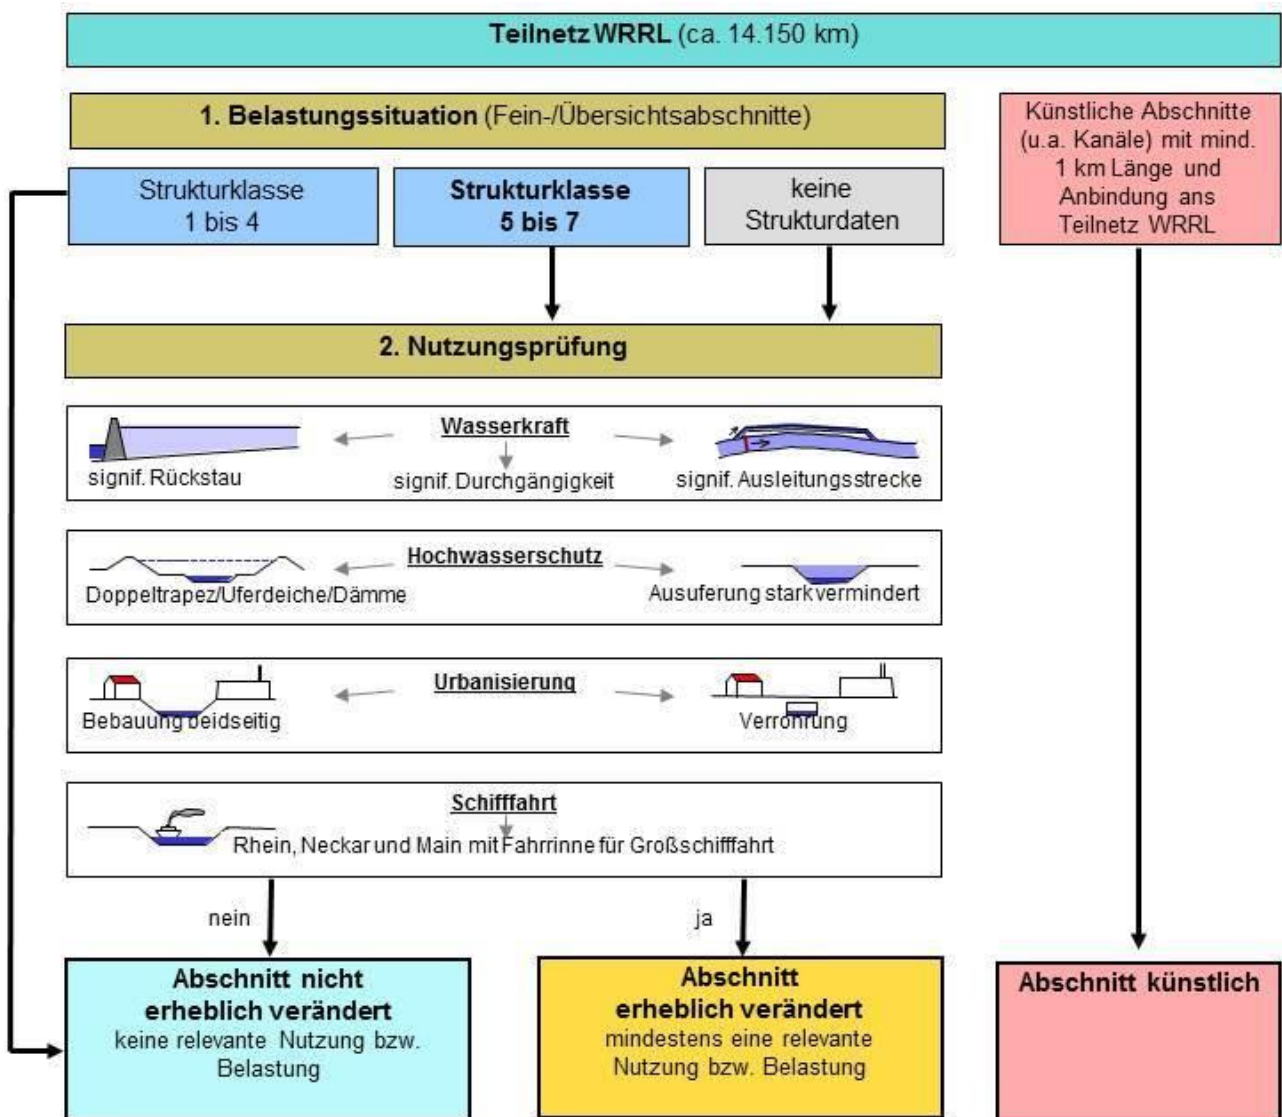 Teilnetz WRRL (ca. 14.150 km)
1. Belastungssituation (Fein-/Übersichtsabschnitte)
Strukturklasse
1 bis 4
Strukturklasse
5 bis 7
keine
Strukturdaten
Künstliche Abschnitte
(u.a. Kanäle) mit mind.
1 km Länge und
Anbindung ans
Teilnetz WRRL
2. Nutzungsprüfung
Wasserkraft
signif. Rückstau
signif. Durchgängigkeit
signif. Ausleitungsstrecke
Hochwasserschutz
Doppeltrapez/Uferdeiche/Dämme
Ausuferung stark vermindert
Urbanisierung
Bebauung beidseitig
Verrohrung
Schifffahrt
Rhein, Neckar und Main mit Fahrrinne für Großschifffahrt
nein
ja
Abschnitt nicht
erheblich verändert
keine relevante Nutzung bzw.
Belastung
Abschnitt
erheblich verändert
mindestens eine relevante
Nutzung bzw. Belastung
Abschnitt künstlich